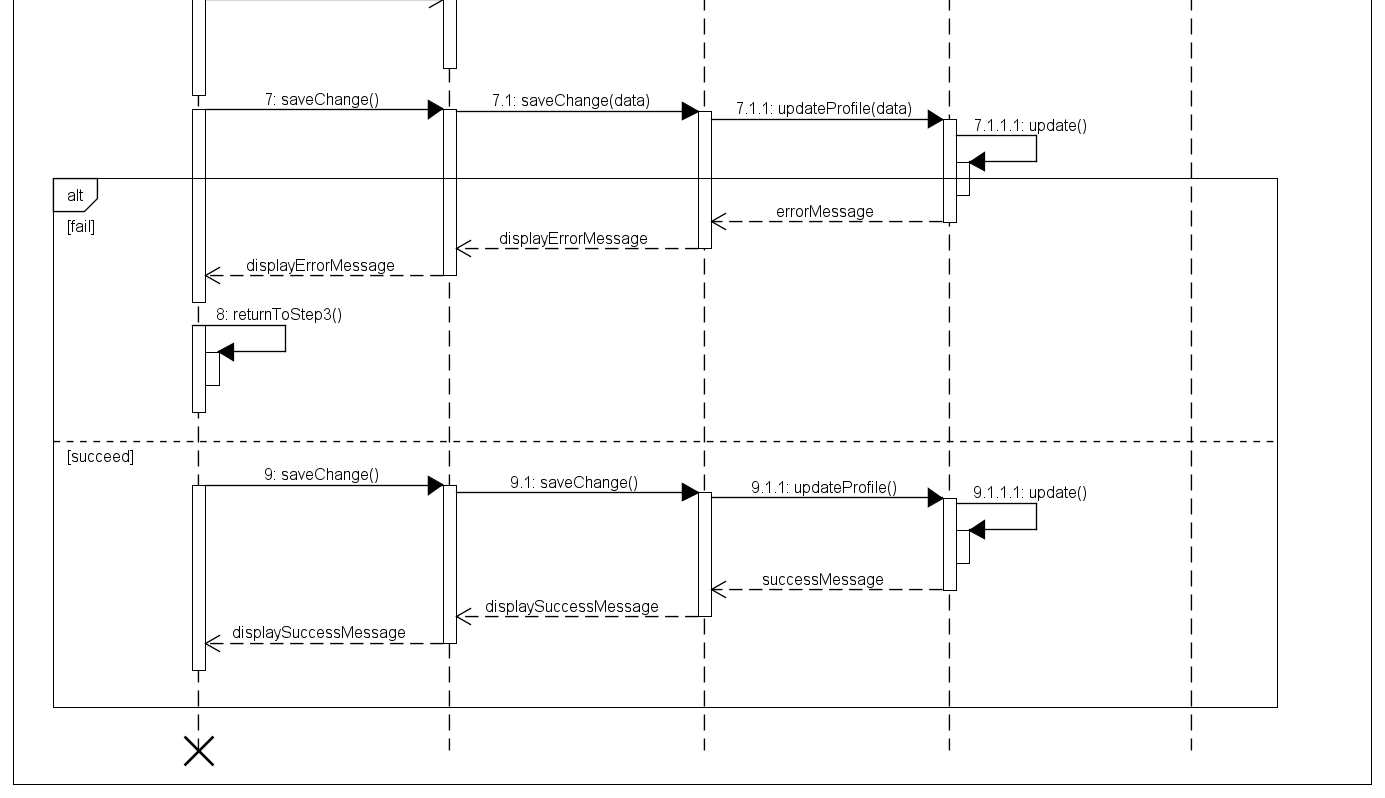 7: saveChange()
7.1: saveChange(data)
7.1.1: updateProfile(data)
7.1.1.1: update()
alt
[fail]
errorMessage
displayErrorMessage
displayErrorMessage
8: returnToStep3()
[succeed]
9: saveChange()
9.1: saveChange()
9.1.1: updateProfile()
9.1.1.1: update()
successMessage
displaySuccessMessage
displaySuccessMessage